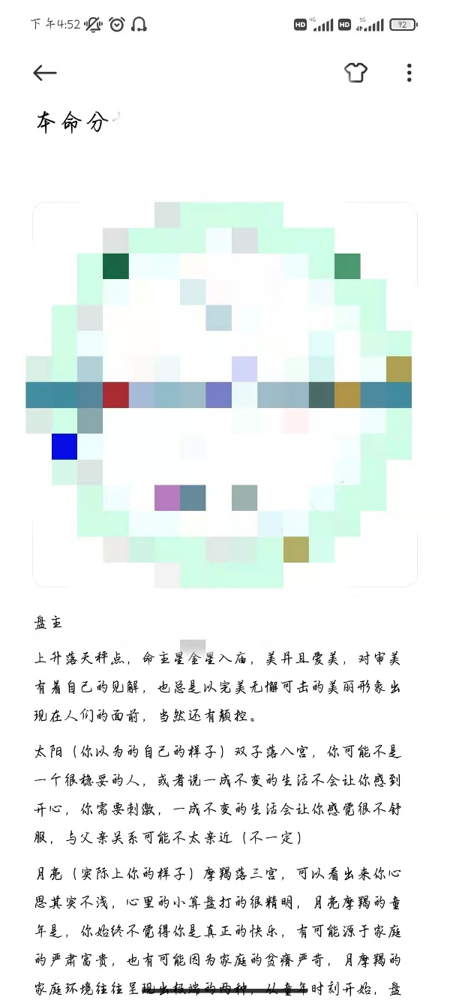 下午4:52
HD 4G HD 5G 92
本命分
盘主
上升落天秤点，命主星金星入庙，美丹且爱美，对审美
有着自己的见解，也总是以完美无懈可击的美丽形象出
现在人们的面前，当然还有颜控。
太阳（你以为的自己的样子）双子落八宫，你可能不是
一个很稳妥的人，或者说一成不变的生活不会让你感到
开心，你需要刺激，一成不变的生活会让你感觉很不舒
服，与父亲关系可能不太亲近（不一定）
月亮（实际上你的样子）摩羯落三宫，可以看出来你心
思其实不浅，心里的小算盘打的很精明，月亮摩羯的童
年是，你始终不觉得你是真正的快乐，有可能源于家庭
的严肃富贵，也有可能因为家庭的贫瘠严苛，月摩羯的
家庭环境往往呈现出极端的两种，从童年时刻开始，盘